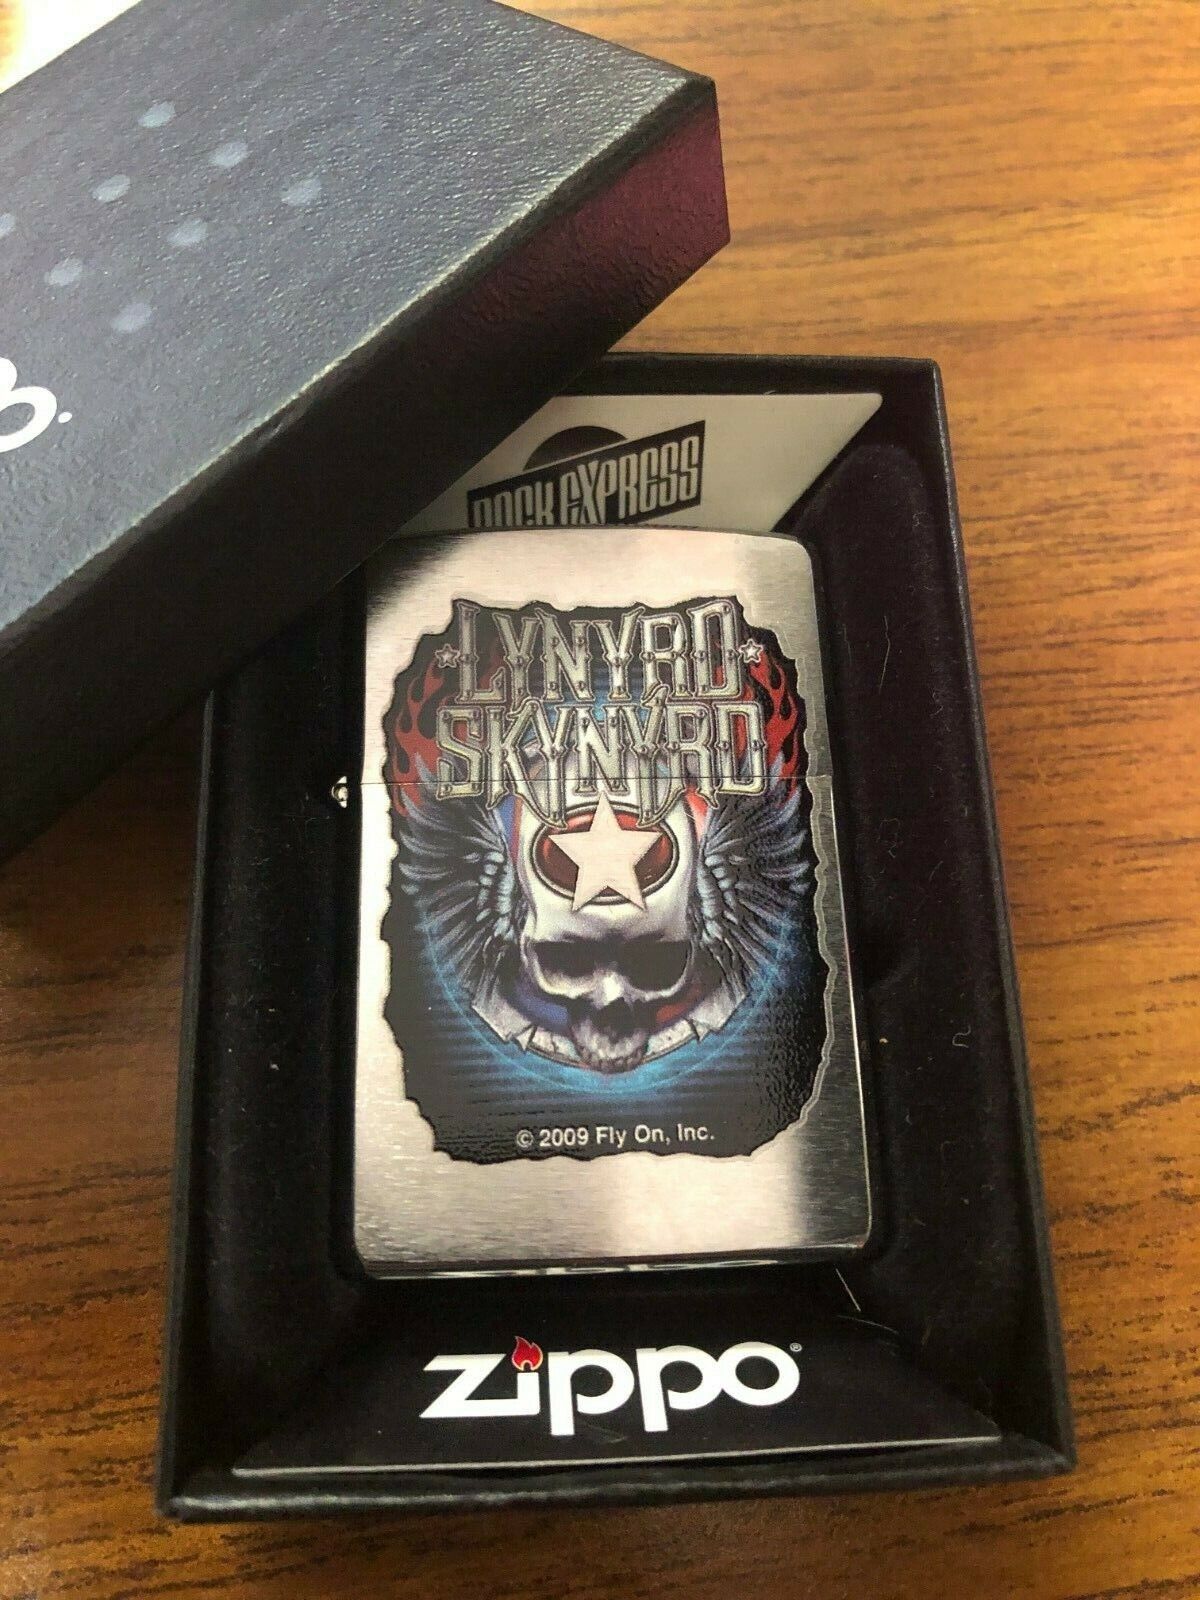 ROCK EXPRESS
LYNYRD
SKYNYRD
© 2009 Fly On, Inc.
zippo®